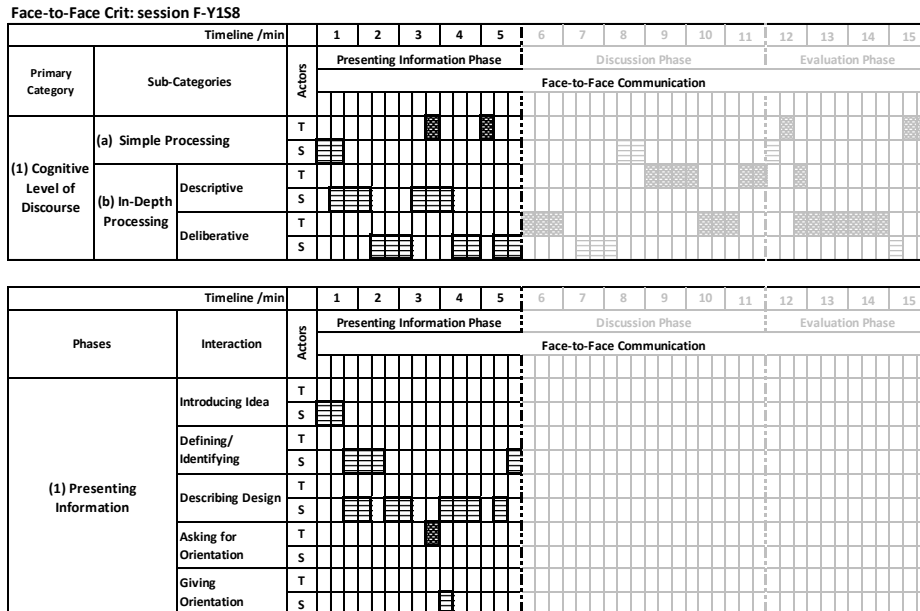 Face-to-Face Crit: session F-Y1S8
Timeline /min 1 2 3 4 5 6 7 8 9 10 11 12 13 14 15
Primary Category Sub-Categories Actors Presenting Information Phase Discussion Phase Evaluation Phase
Face-to-Face Communication
(1) Cognitive Level of Discourse
(a) Simple Processing T
S
(b) In-Depth Processing
Descriptive T
S
Deliberative T
S
Timeline /min 1 2 3 4 5 6 7 8 9 10 11 12 13 14 15
Phases Interaction Actors Presenting Information Phase Discussion Phase Evaluation Phase
Face-to-Face Communication
(1) Presenting Information
Introducing Idea T
S
Defining/ T
Identifying S
Describing Design T
S
Asking for T
Orientation S
Giving T
Orientation S